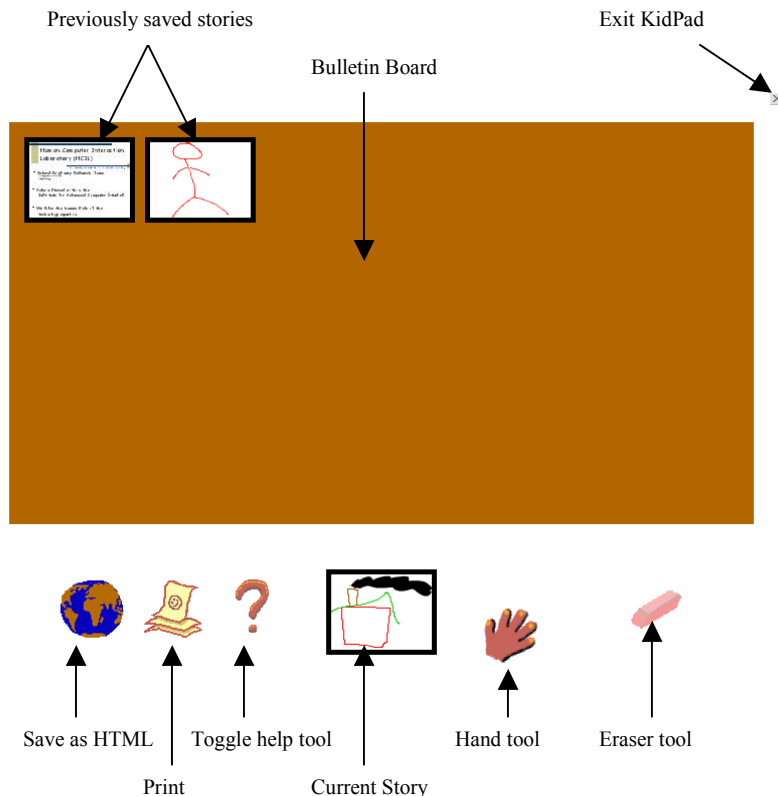 Previously saved stories
Exit KidPad
Bulletin Board
Human-Computer Interaction
Laboratory (HCIL)
Save as HTML
Toggle help tool
Hand tool
Eraser tool
Print
Current Story